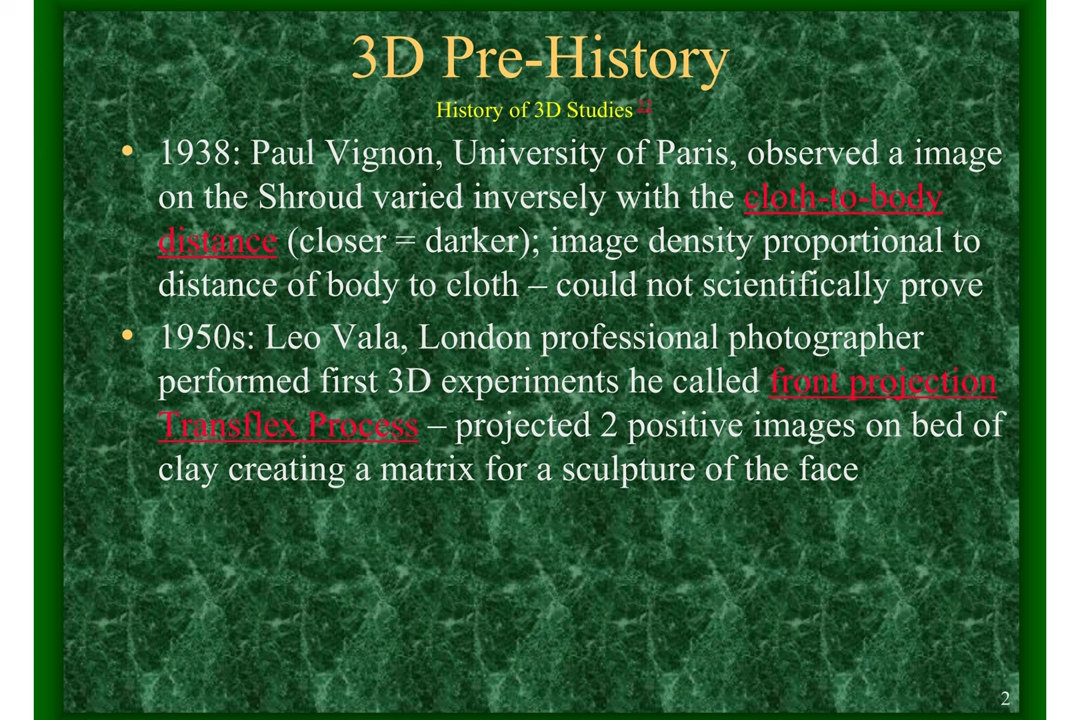 3D Pre-History
History of 3D Studies
• 1938: Paul Vignon, University of Paris, observed a image
on the Shroud varied inversely with the cloth-to-body
distance (closer = darker); image density proportional to
distance of body to cloth – could not scientifically prove
• 1950s: Leo Vala, London professional photographer
performed first 3D experiments he called front projection
Transflex Process – projected 2 positive images on bed of
clay creating a matrix for a sculpture of the face
2